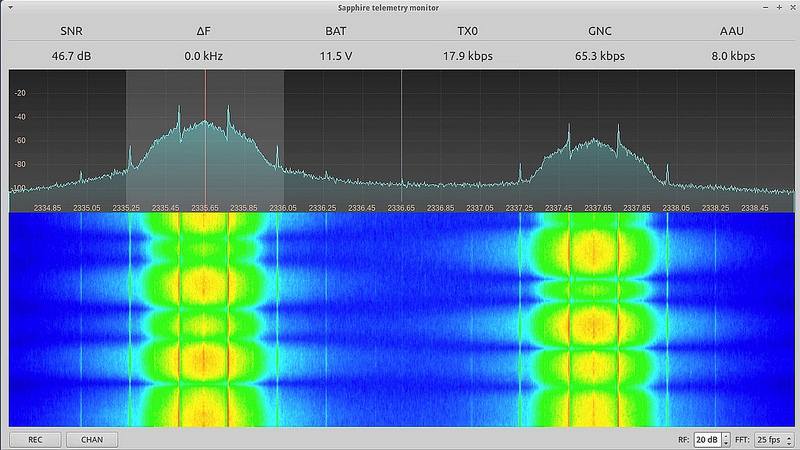 Sapphire telemetry monitor
SNR ΔF BAT TX0 GNC AAU
46.7 dB 0.0 kHz 11.5 V 17.9 kbps 65.3 kbps 8.0 kbps
-20
-40
-60
-80
-100
2334.85 2335.05 2335.25 2335.45 2335.65 2335.85 2336.05 2336.25 2336.45 2336.65 2336.85 2337.05 2337.25 2337.45 2337.65 2337.85 2338.05 2338.25 2338.45
REC CHAN RF: 20 dB FFT: 25 fps